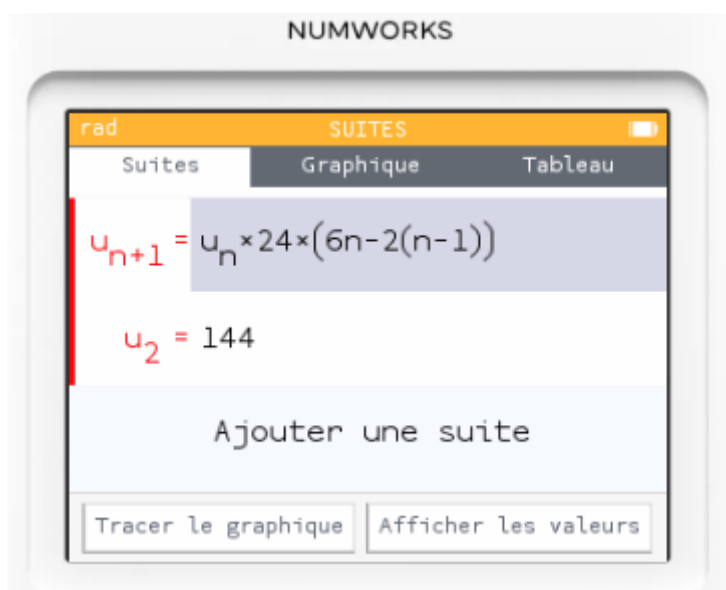 NUMWORKS
rad SUITES
Suites Graphique Tableau
uₙ₊₁ = uₙ×24×(6n-2(n-1))
u₂ = 144
Ajouter une suite
Tracer le graphique Afficher les valeurs